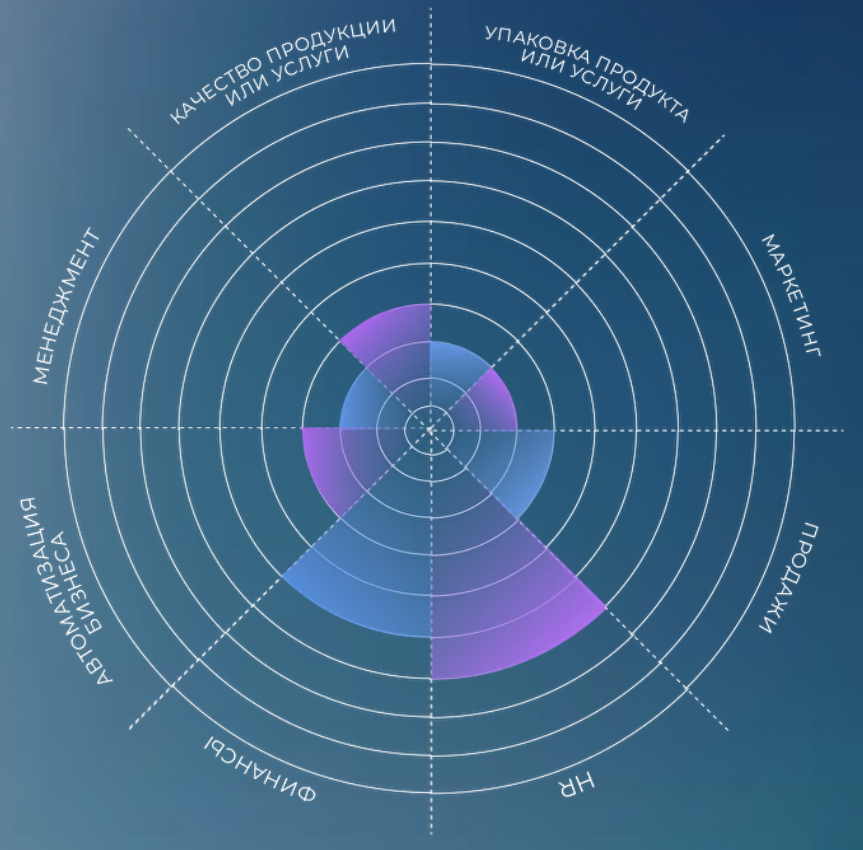 КАЧЕСТВО ПРОДУКЦИИ
ИЛИ УСЛУГИ
УПАКОВКА ПРОДУКТА
ИЛИ УСЛУГИ
МАРКЕТИНГ
ПРОДАЖИ
HR
ФИНАНСЫ
АВТОМАТИЗАЦИЯ
БИЗНЕСА
МЕНЕДЖМЕНТ